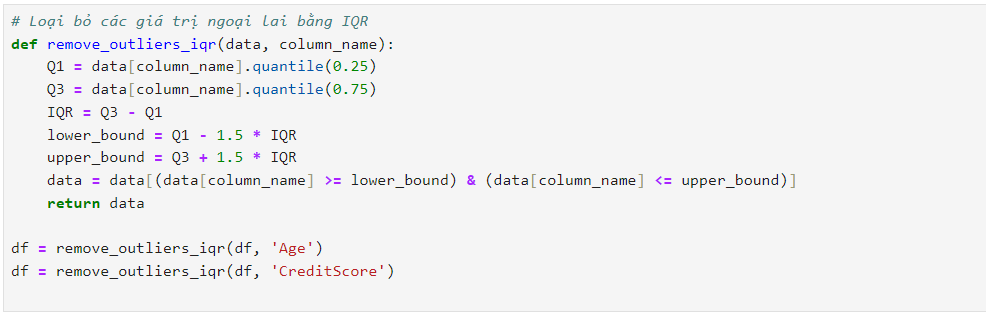 # Loại bỏ các giá trị ngoại lai bằng IQR
def remove_outliers_iqr(data, column_name):
    Q1 = data[column_name].quantile(0.25)
    Q3 = data[column_name].quantile(0.75)
    IQR = Q3 - Q1
    lower_bound = Q1 - 1.5 * IQR
    upper_bound = Q3 + 1.5 * IQR
    data = data[(data[column_name] >= lower_bound) & (data[column_name] <= upper_bound)]
    return data
df = remove_outliers_iqr(df, 'Age')
df = remove_outliers_iqr(df, 'CreditScore')